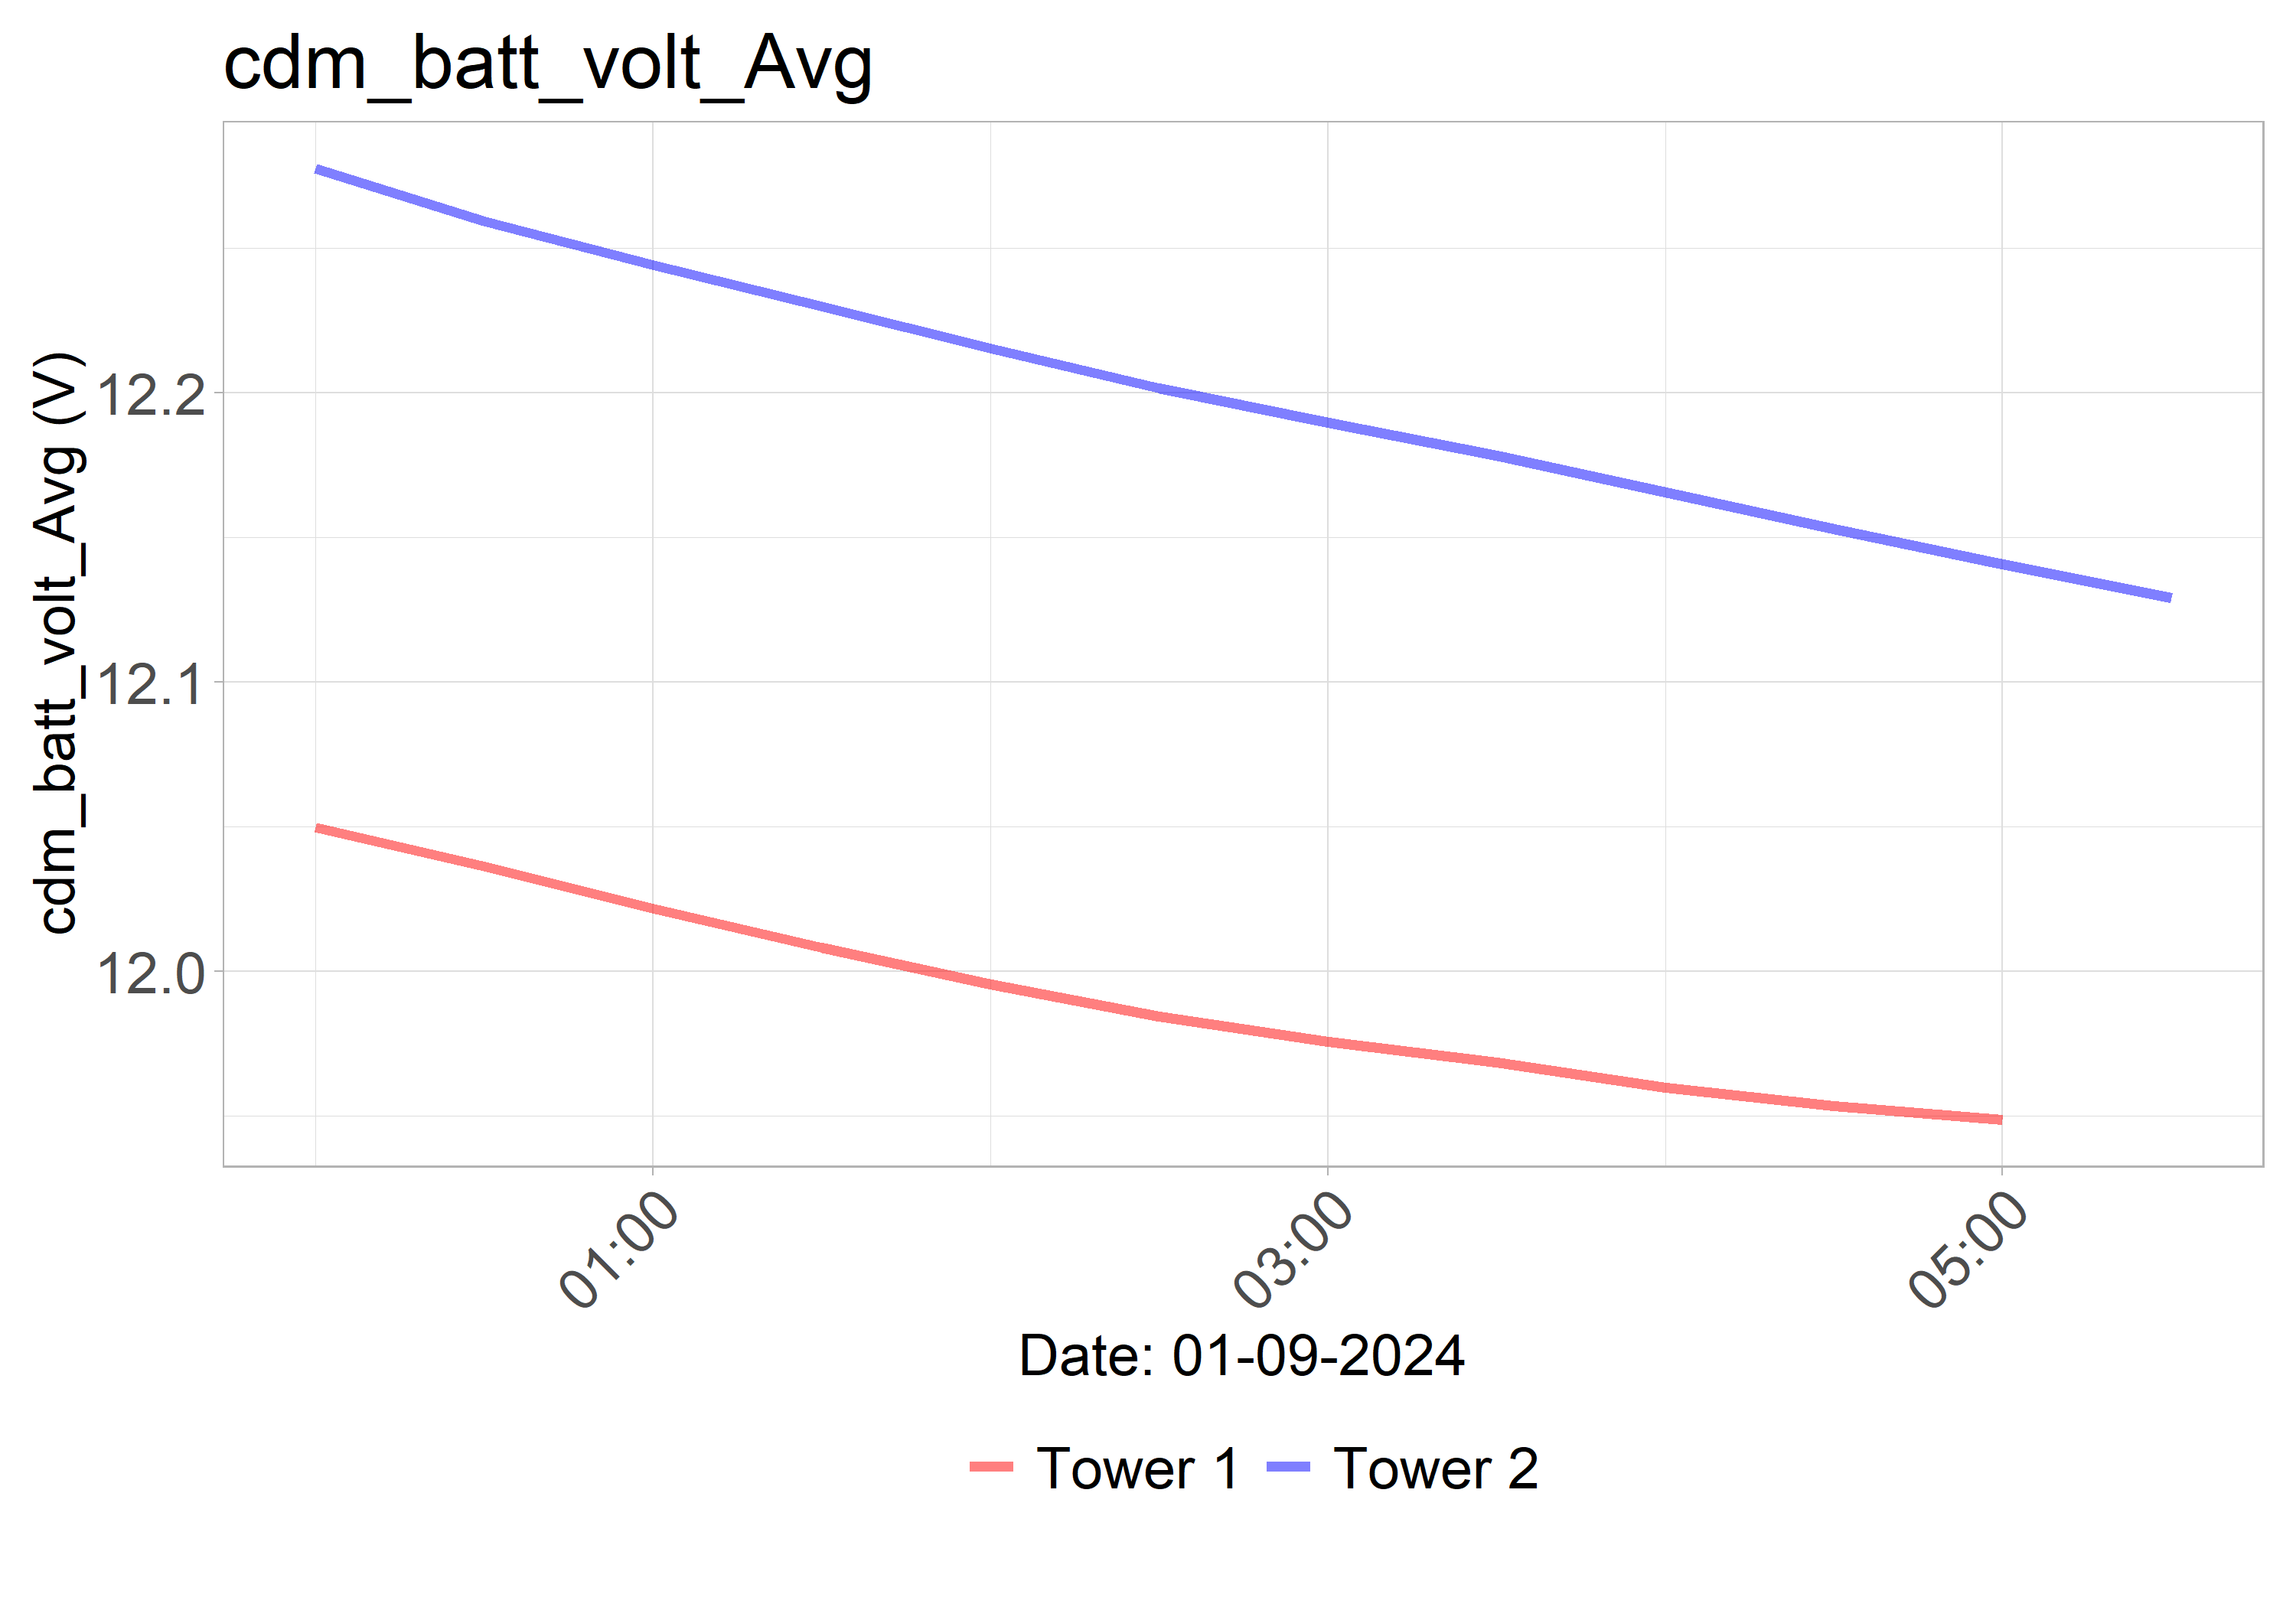 cdm_batt_volt_Avg
cdm_batt_volt_Avg (V)
12.2
12.1
12.0
01:00
03:00
05:00
Date: 01-09-2024
Tower 1
Tower 2